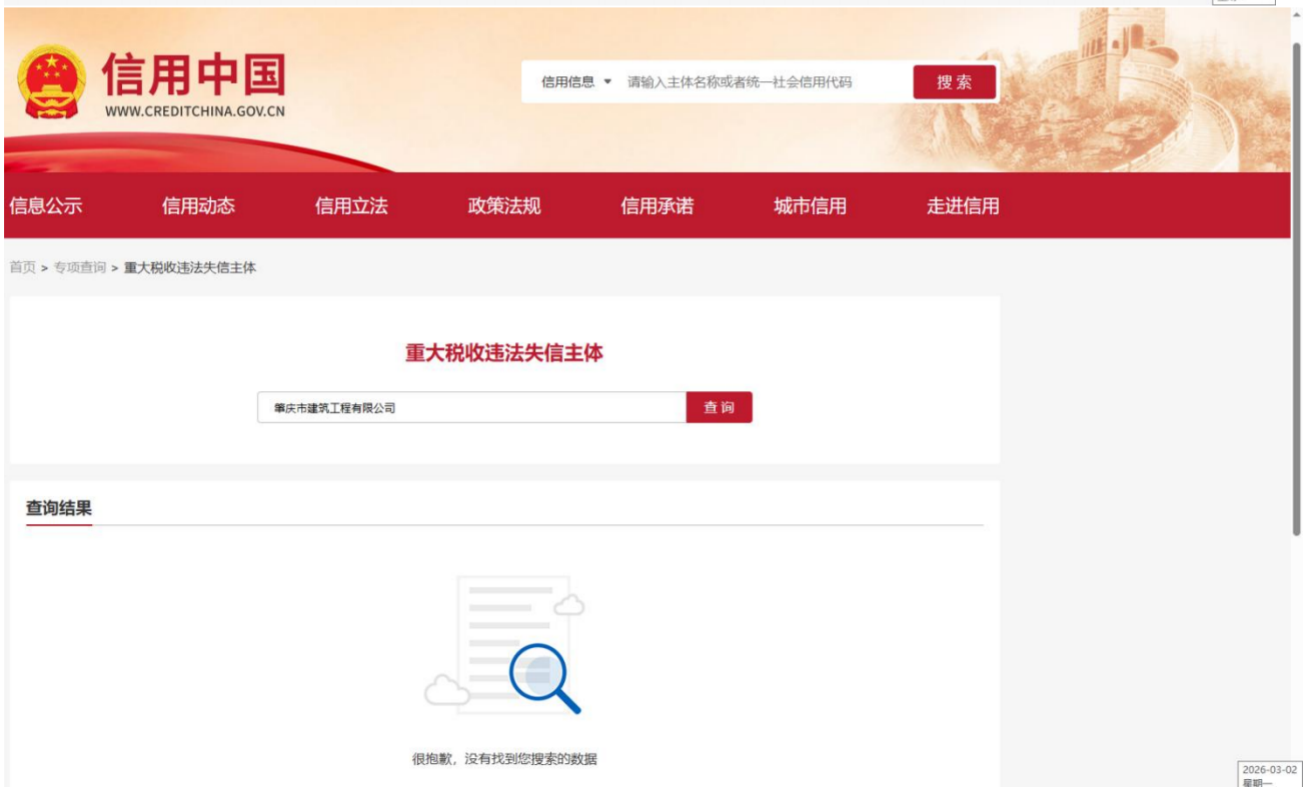 信用中国
WWW.CREDITCHINA.GOV.CN
信用信息 请输入主体名称或者统一社会信用代码 搜索
信息公示 信用动态 信用立法 政策法规 信用承诺 城市信用 走进信用
首页 > 专项查询 > 重大税收违法失信主体
重大税收违法失信主体
肇庆市建筑工程有限公司 查询
查询结果
很抱歉，没有找到您搜索的数据
2026-03-02
星期一